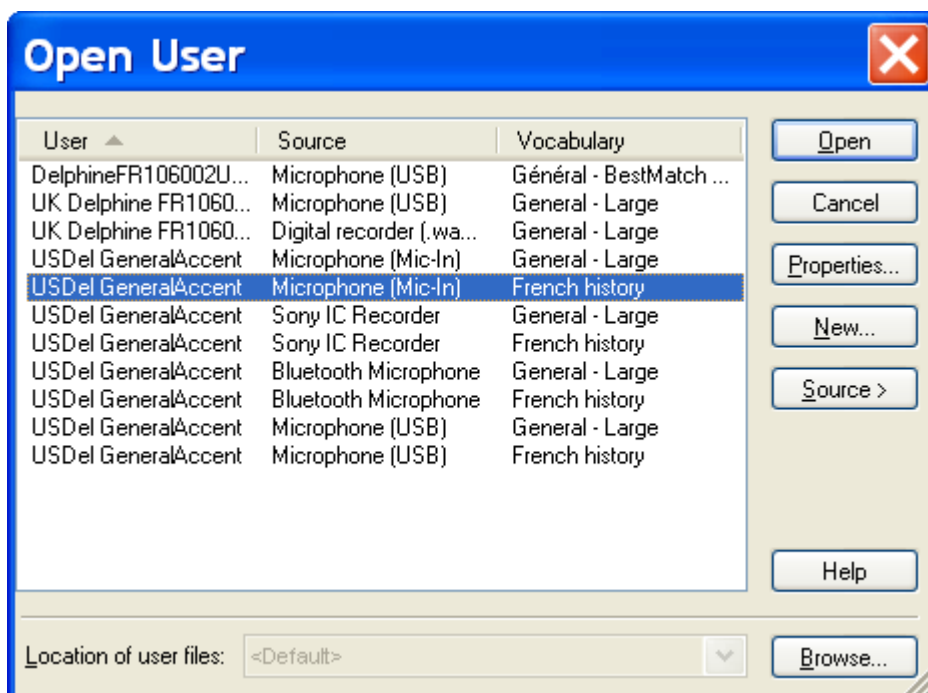 Open User
User Source Vocabulary
DelphineFR106002U... Microphone (USB) Général - BestMatch ...
UK Delphine FR1060... Microphone (USB) General - Large
UK Delphine FR1060... Digital recorder (.wa... General - Large
USDel GeneralAccent Microphone (Mic-In) General - Large
USDel GeneralAccent Microphone (Mic-In) French history
USDel GeneralAccent Sony IC Recorder General - Large
USDel GeneralAccent Sony IC Recorder French history
USDel GeneralAccent Bluetooth Microphone General - Large
USDel GeneralAccent Bluetooth Microphone French history
USDel GeneralAccent Microphone (USB) General - Large
USDel GeneralAccent Microphone (USB) French history
Open
Cancel
Properties...
New...
Source >
Help
Location of user files: <Default> Browse...